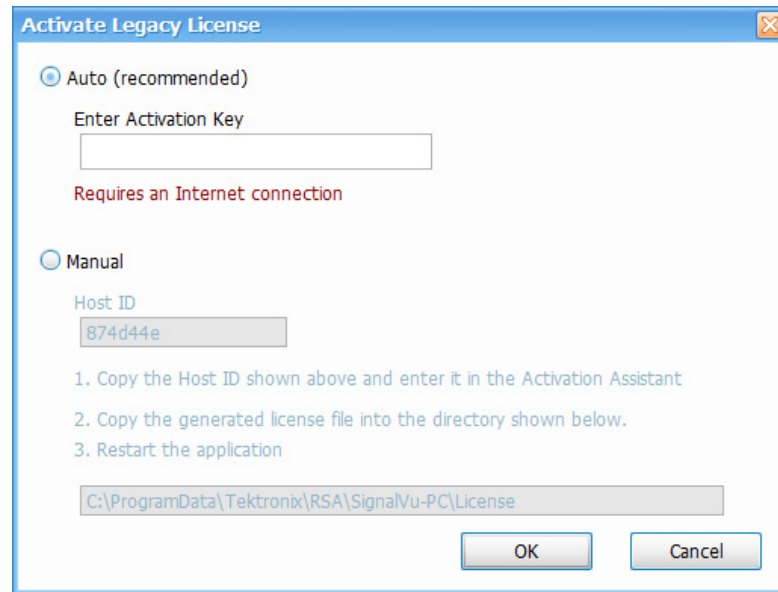 Activate Legacy License
Auto (recommended)
Enter Activation Key
Requires an Internet connection
Manual
Host ID
874d44e
1. Copy the Host ID shown above and enter it in the Activation Assistant
2. Copy the generated license file into the directory shown below.
3. Restart the application
C:\ProgramData\Tektronix\RSA\SignalVu-PC\License
OK Cancel